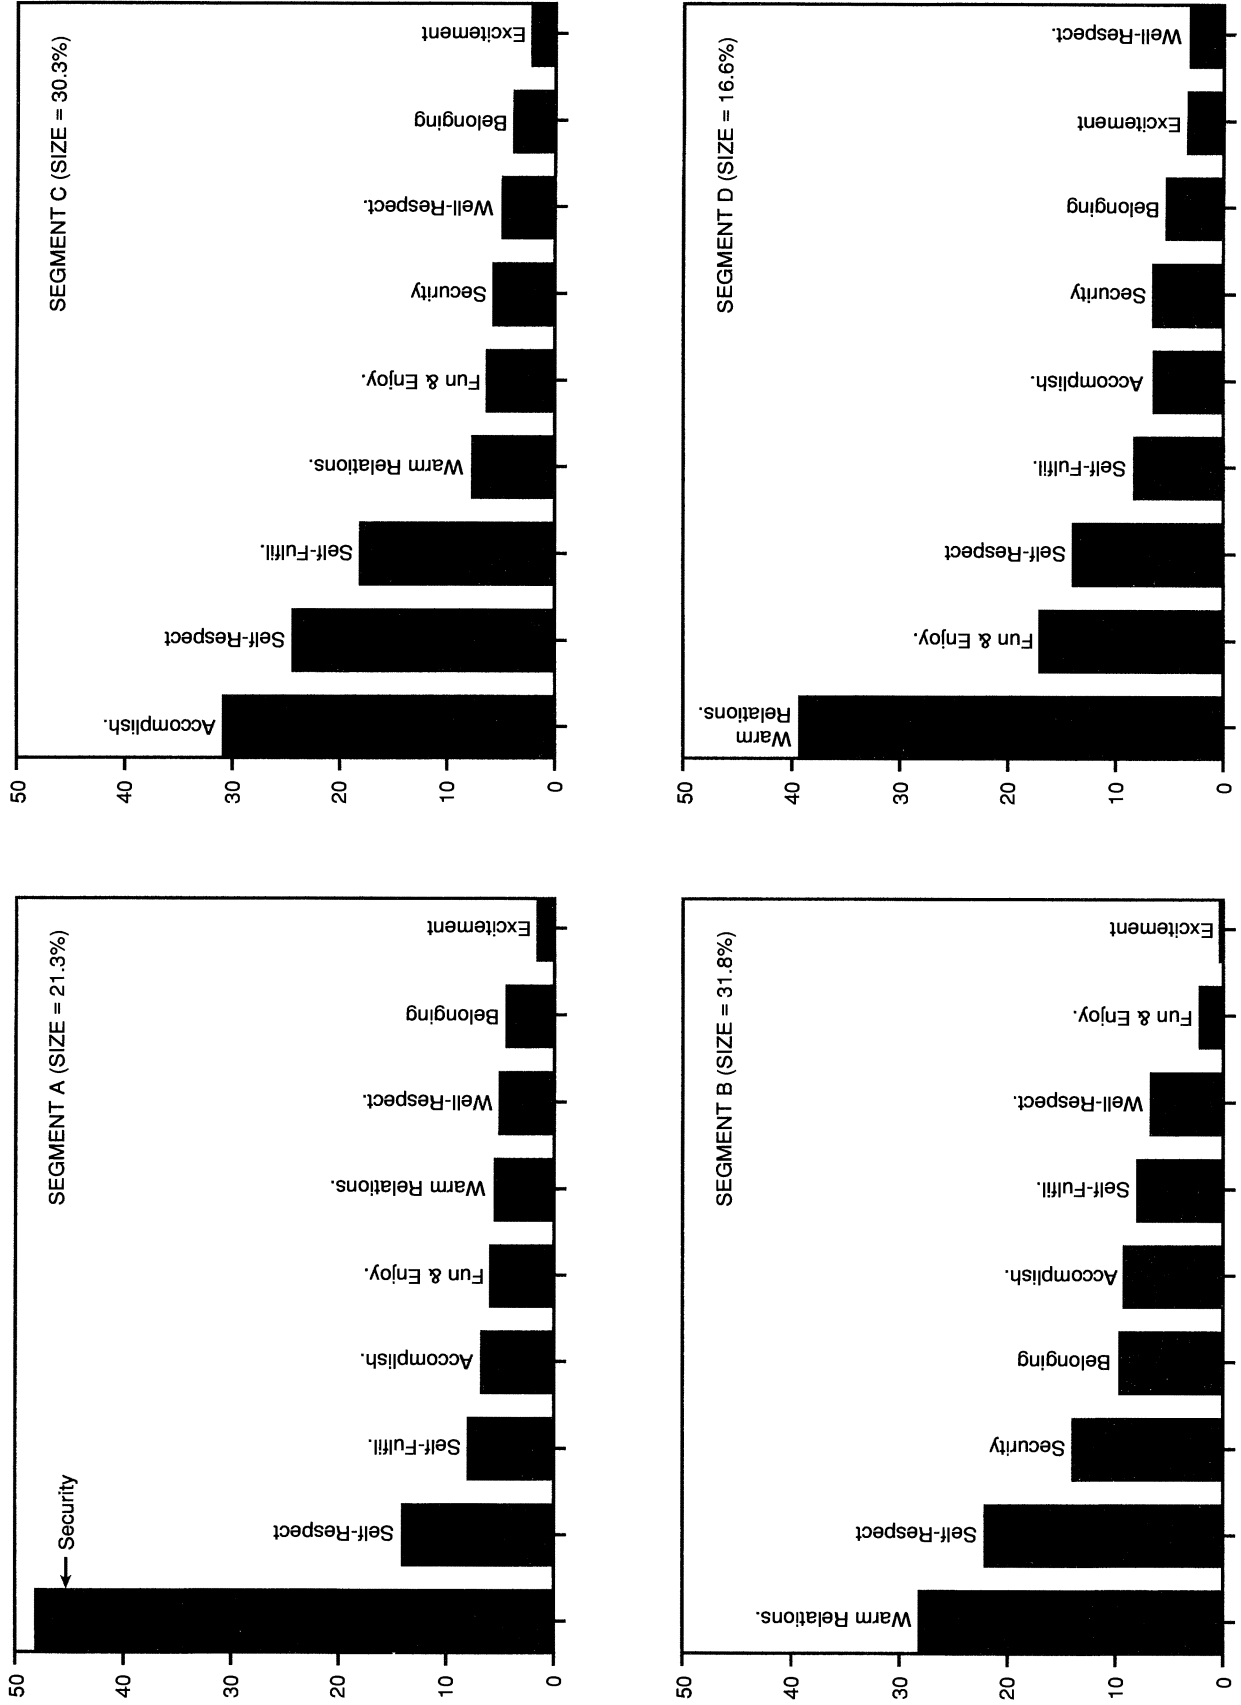 SEGMENT A (SIZE = 21.3%)
50
40
30
20
10
0
Security
Self-Respect
Self-Fulfil.
Accomplish.
Fun & Enjoy.
Warm Relations.
Well-Respect.
Belonging
Excitement
SEGMENT C (SIZE = 30.3%)
50
40
30
20
10
0
Accomplish.
Self-Respect
Self-Fulfil.
Warm Relations.
Fun & Enjoy.
Security
Well-Respect.
Belonging
Excitement
SEGMENT B (SIZE = 31.8%)
50
40
30
20
10
0
Warm Relations.
Self-Respect
Security
Belonging
Accomplish.
Self-Fulfil.
Well-Respect.
Fun & Enjoy.
Excitement
SEGMENT D (SIZE = 16.6%)
50
40
30
20
10
0
Warm
Relations.
Fun & Enjoy.
Self-Respect
Self-Fulfil.
Accomplish.
Security
Belonging
Excitement
Well-Respect.